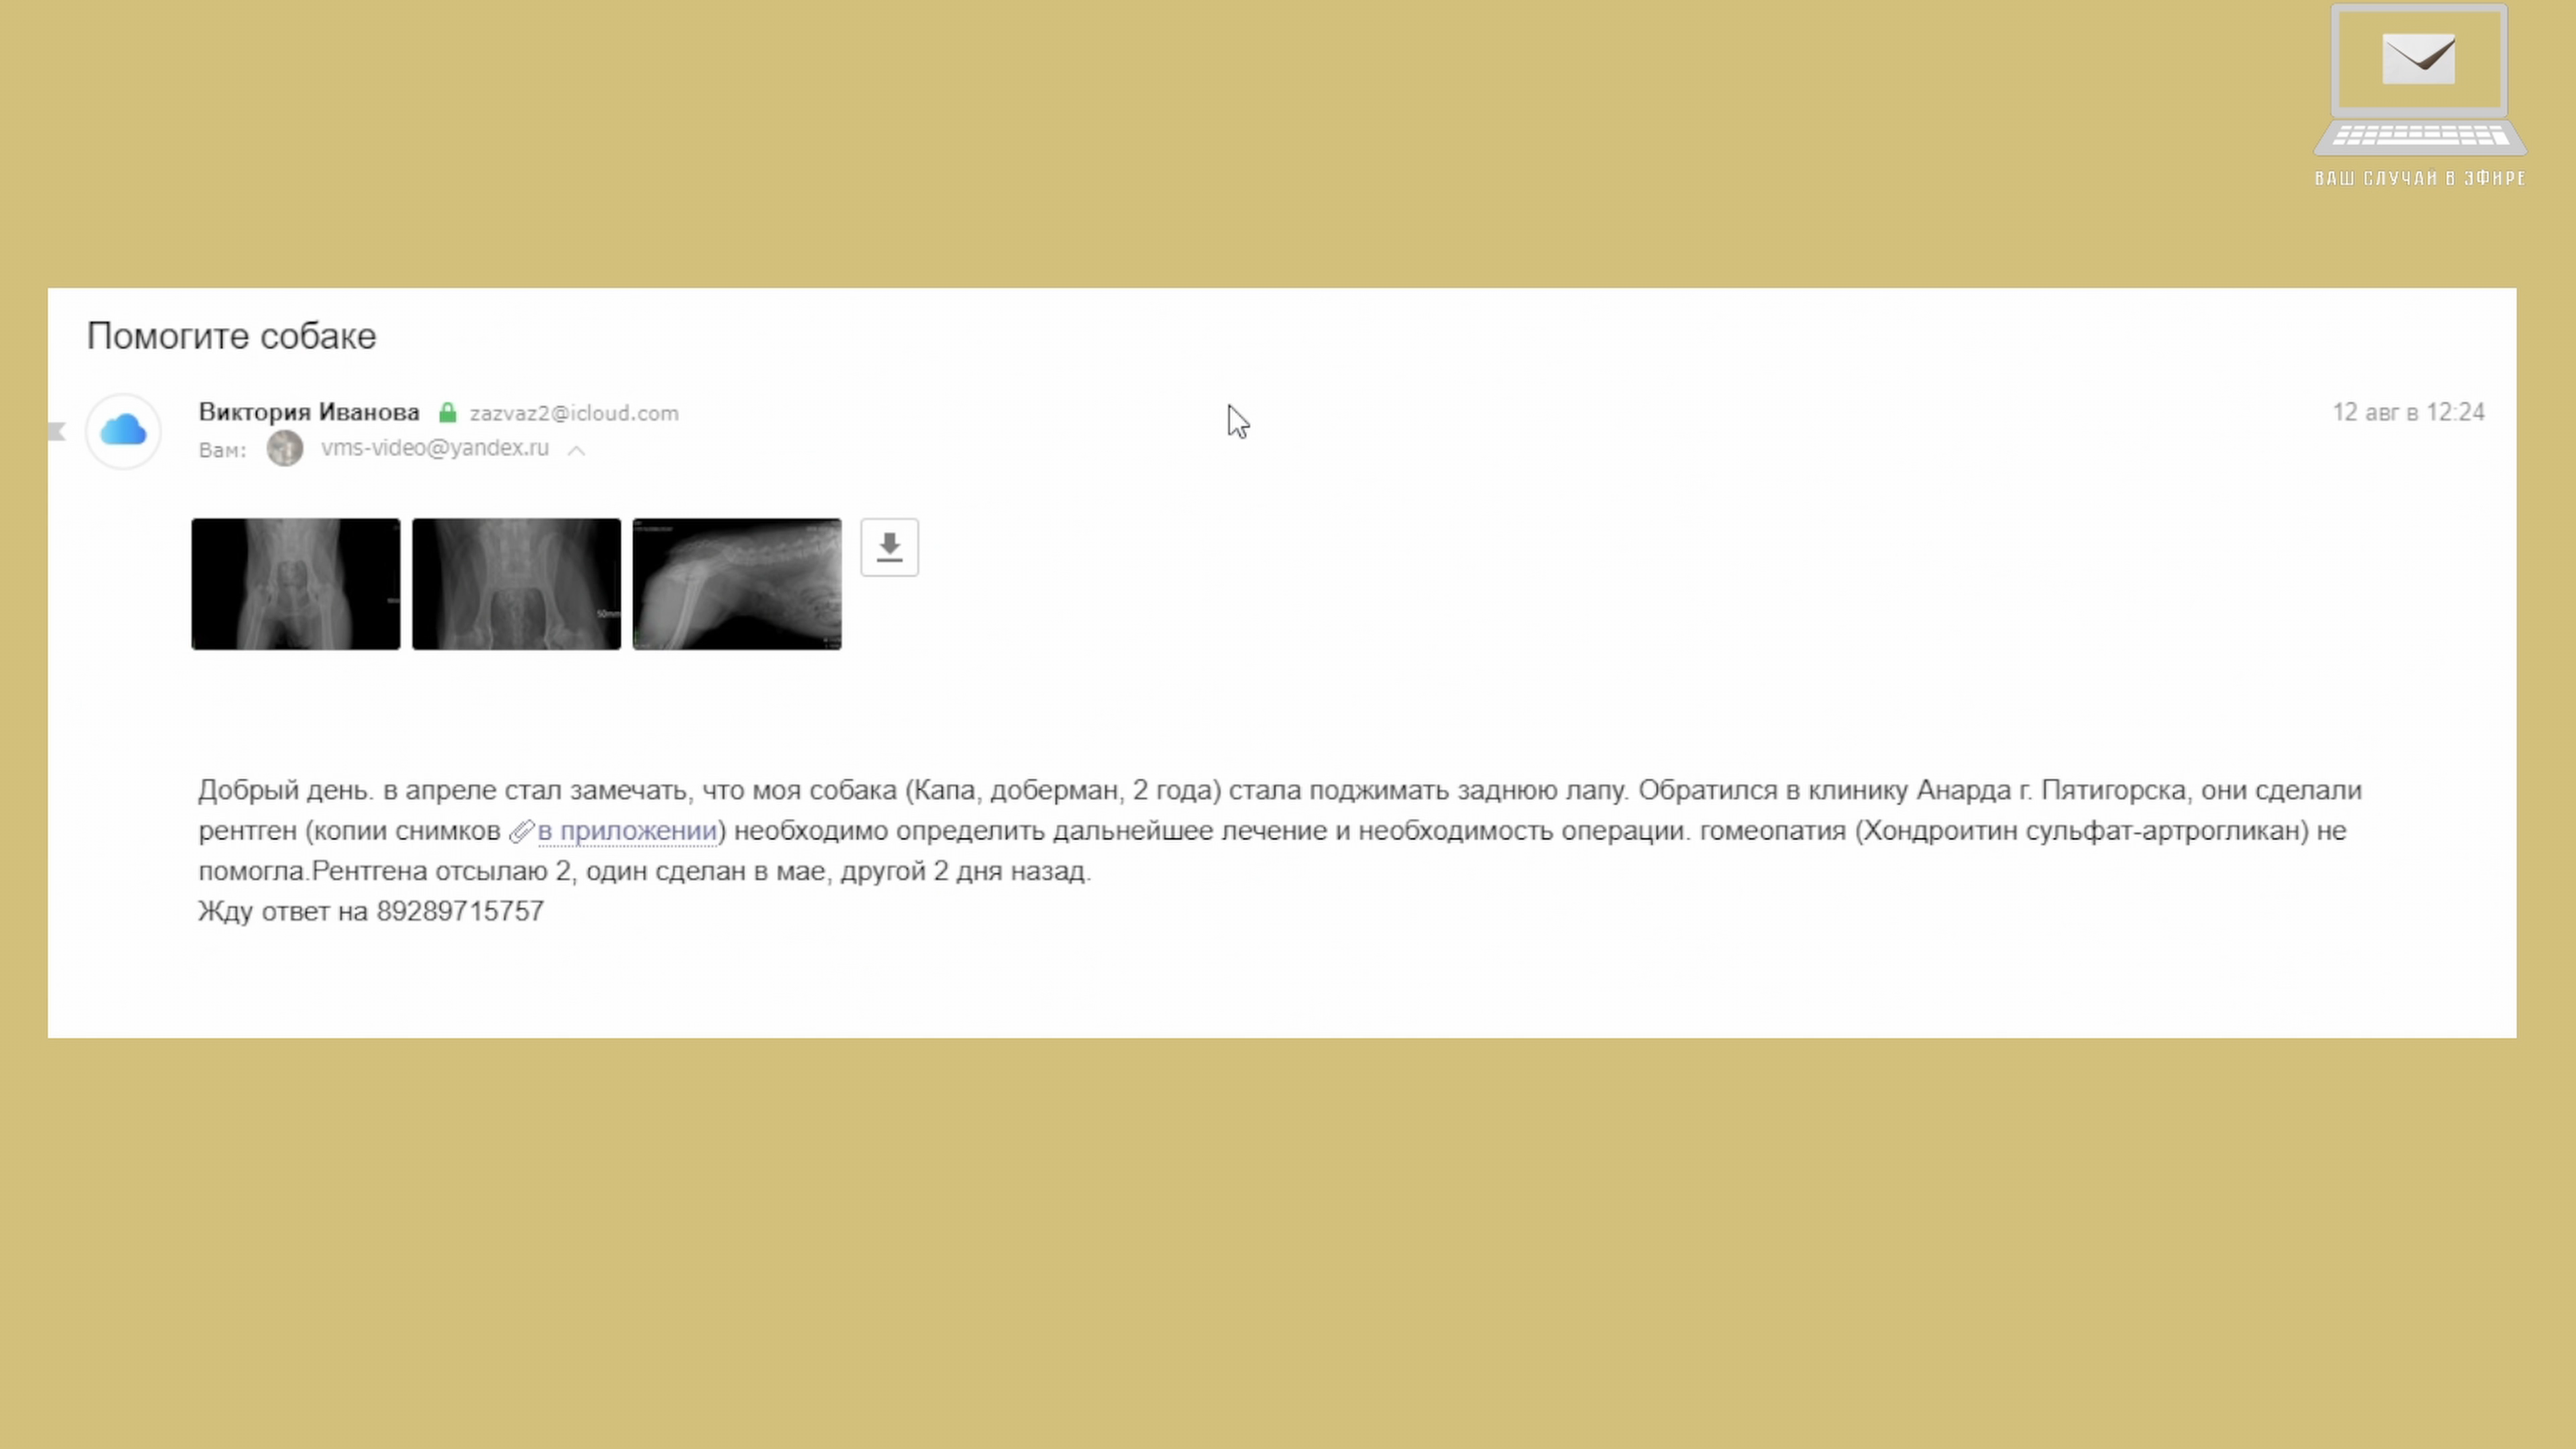 ВАШ СЛУЧАЙ В ЭФИРЕ
Помогите собаке
Виктория Иванова zazvaz2@icloud.com 12 авг в 12:24
Вам: vms-video@yandex.ru
50mm
Добрый день. в апреле стал замечать, что моя собака (Капа, доберман, 2 года) стала поджимать заднюю лапу. Обратился в клинику Анарда г. Пятигорска, они сделали
рентген (копии снимков в приложении) необходимо определить дальнейшее лечение и необходимость операции. гомеопатия (Хондроитин сульфат-артрогликан) не
помогла.Рентгена отсылаю 2, один сделан в мае, другой 2 дня назад.
Жду ответ на 89289715757